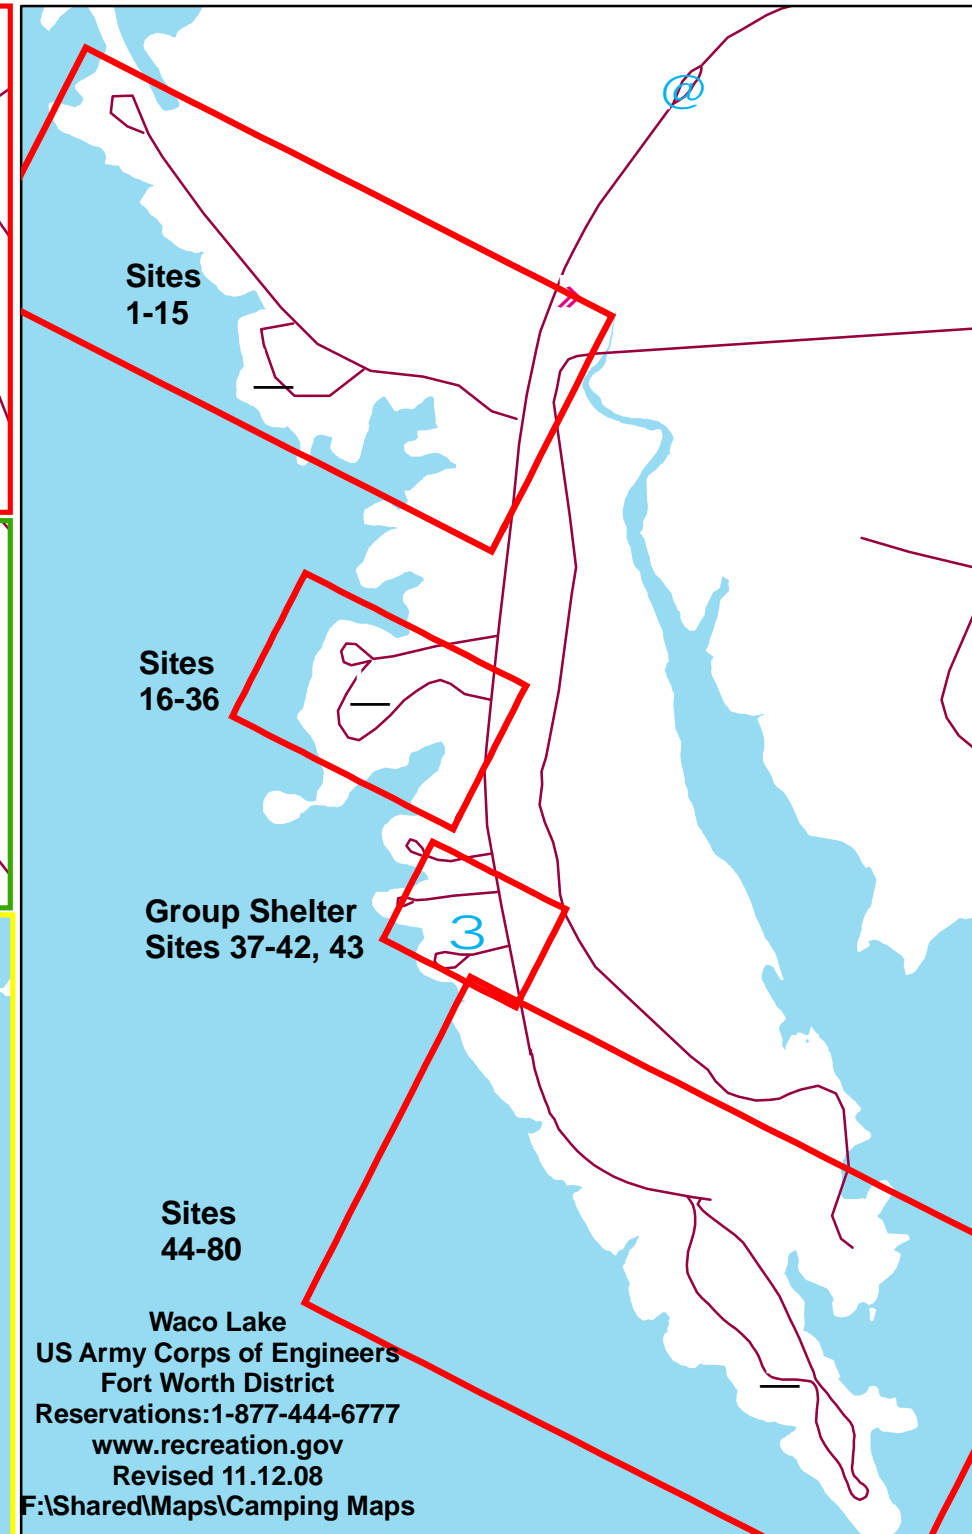 @
»
Sites
1-15
Sites
16-36
Group Shelter
Sites 37-42, 43
3
Sites
44-80
Waco Lake
US Army Corps of Engineers
Fort Worth District
Reservations:1-877-444-6777
www.recreation.gov
Revised 11.12.08
F:\Shared\Maps\Camping Maps